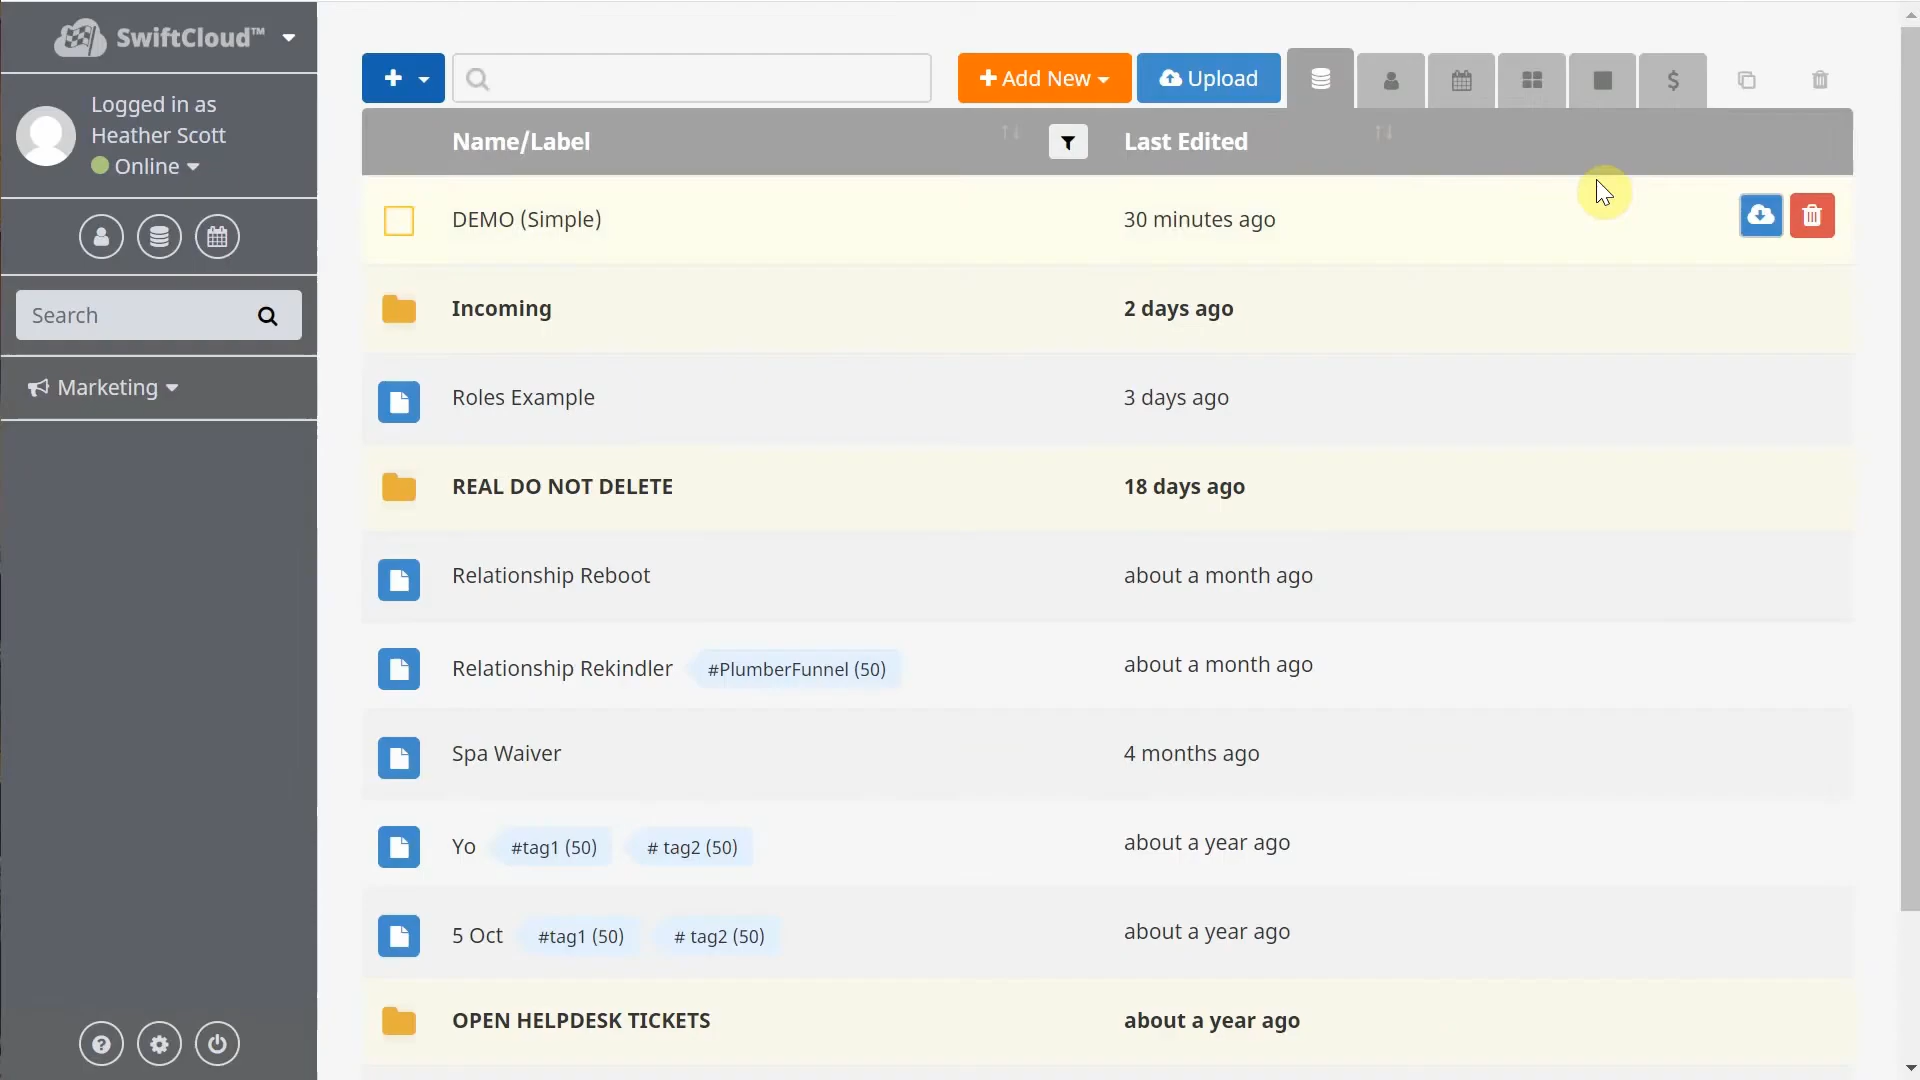 SwiftCloud™
Add New
Upload
Logged in as
Heather Scott
Online
Search
Marketing
Name/Label
Last Edited
DEMO (Simple)
30 minutes ago
Incoming
2 days ago
Roles Example
3 days ago
REAL DO NOT DELETE
18 days ago
Relationship Reboot
about a month ago
Relationship Rekindler #PlumberFunnel (50)
about a month ago
Spa Waiver
4 months ago
Yo #tag1 (50) # tag2 (50)
about a year ago
5 Oct #tag1 (50) # tag2 (50)
about a year ago
OPEN HELPDESK TICKETS
about a year ago